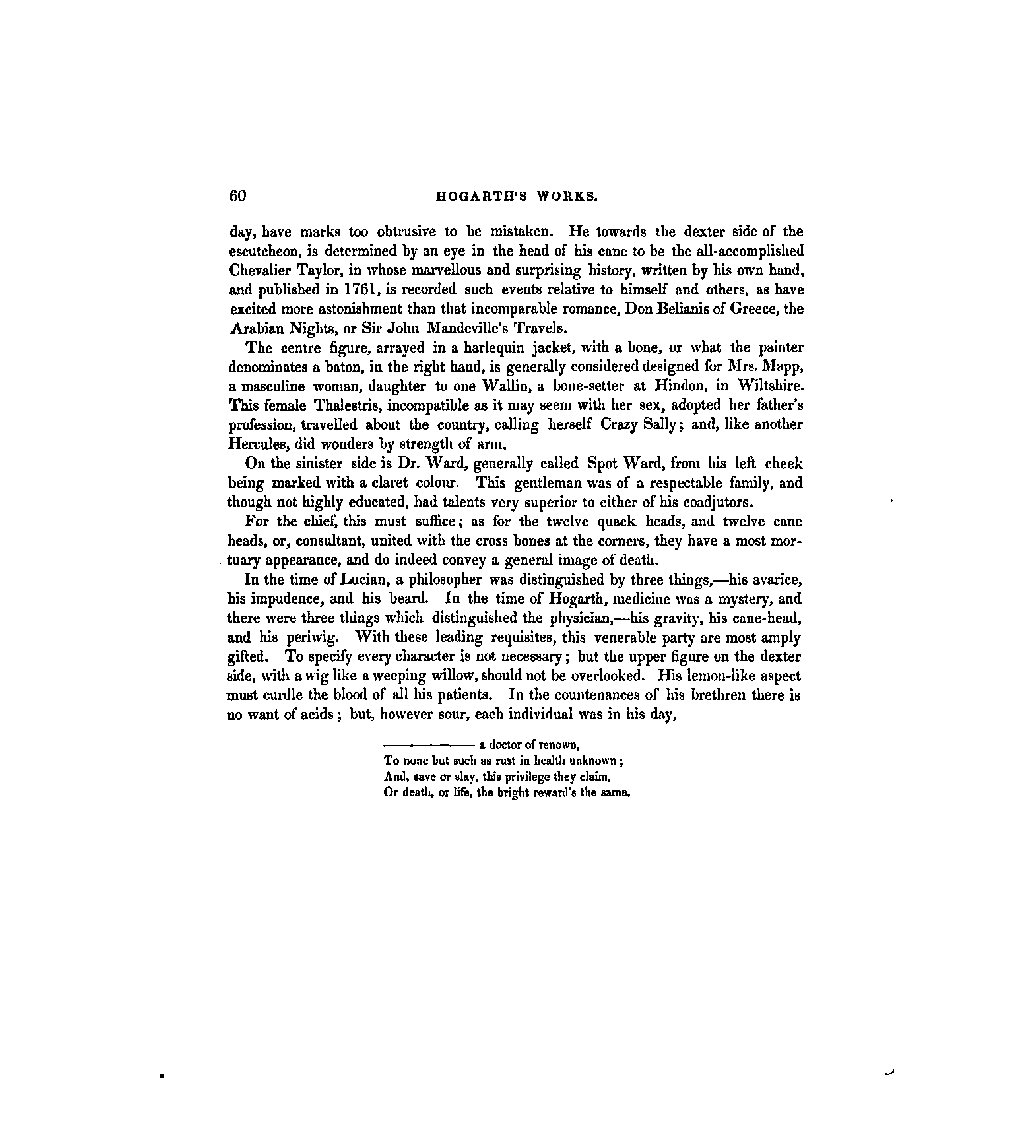 60 HOGARTH'S WORKS.
day, have marks too obtrusive to be mistaken. He towards the dexter side of the
escutcheon, is determined by an eye in the head of his cane to be the all-accomplished
Chevalier Taylor, in whose marvellous and surprising history, written by his own hand,
and published in 1761, is recorded such events relative to himself and others, as have
excited more astonishment than that incomparable romance, Don Belianis of Greece, the
Arabian Nights, or Sir John Mandeville's Travels.
The centre figure, arrayed in a harlequin jacket, with a bone, or what the painter
denominates a baton, in the right hand, is generally considered designed for Mrs. Mapp,
a masculine woman, daughter to one Wallin, a bone-setter at Hindon, in Wiltshire.
This female Thalestris, incompatible as it may seem with her sex, adopted her father's
profession, travelled about the country, calling herself Crazy Sally; and, like another
Hercules, did wonders by strength of arm.
On the sinister side is Dr. Ward, generally called Spot Ward, from his left cheek
being marked with a claret colour. This gentleman was of a respectable family, and
though not highly educated, had talents very superior to either of his coadjutors.
For the chief, this must suffice; as for the twelve quack heads, and twelve cane
heads, or, consultant, united with the cross bones at the corners, they have a most mor-
tuary appearance, and do indeed convey a general image of death.
In the time of Lucian, a philosopher was distinguished by three things,—his avarice,
his impudence, and his beard. In the time of Hogarth, medicine was a mystery, and
there were three things which distinguished the physician,—his gravity, his cane-head,
and his periwig. With these leading requisites, this venerable party are most amply
gifted. To specify every character is not necessary; but the upper figure on the dexter
side, with a wig like a weeping willow, should not be overlooked. His lemon-like aspect
must curdle the blood of all his patients. In the countenances of his brethren there is
no want of acids; but, however sour, each individual was in his day,
———— a doctor of renown,
To none but such as rust in health unknown;
And, save or slay, this privilege they claim,
Or death, or life, the bright reward's the same.